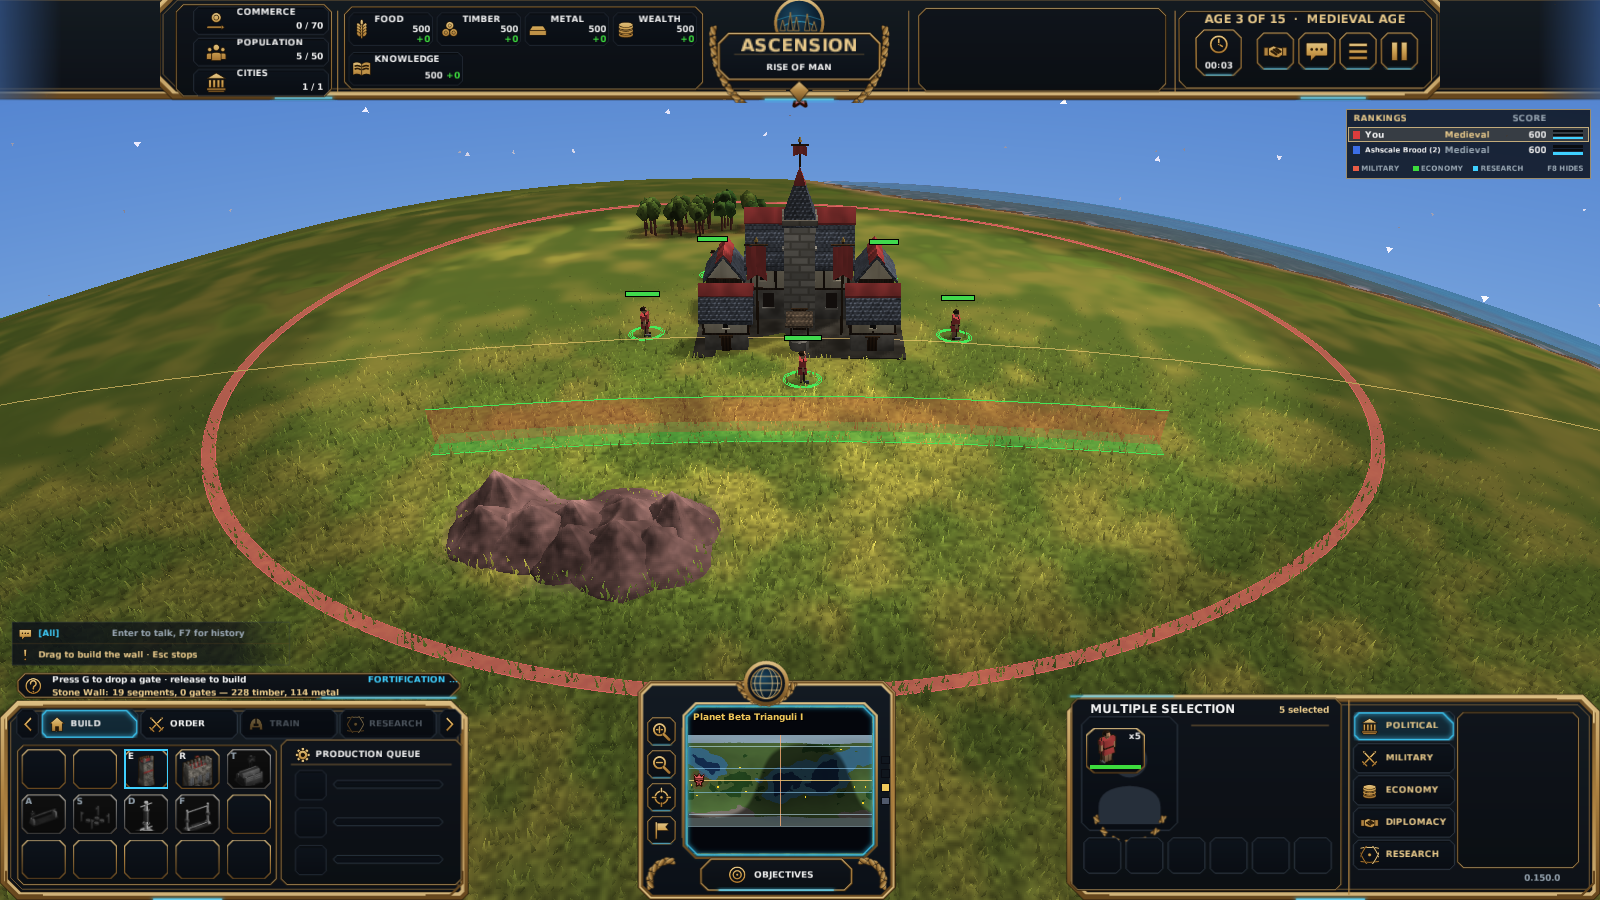 COMMERCE
0 / 70
POPULATION
5 / 50
CITIES
1 / 1
FOOD
500
+0
TIMBER
500
+0
METAL
500
+0
WEALTH
500
+0
KNOWLEDGE
500 +0
ASCENSION
RISE OF MAN
AGE 3 OF 15 · MEDIEVAL AGE
00:03
RANKINGS SCORE
You Medieval 600
Ashscale Brood (2) Medieval 600
MILITARY ECONOMY RESEARCH F8 HIDES
[All] Enter to talk, F7 for history
! Drag to build the wall · Esc stops
Press G to drop a gate · release to build FORTIFICATION
Stone Wall: 19 segments, 0 gates — 228 timber, 114 metal
BUILD ORDER TRAIN RESEARCH
E R T
A S D F
PRODUCTION QUEUE
Planet Beta Trianguli I
OBJECTIVES
MULTIPLE SELECTION 5 selected
x5
POLITICAL
MILITARY
ECONOMY
DIPLOMACY
RESEARCH
0.150.0